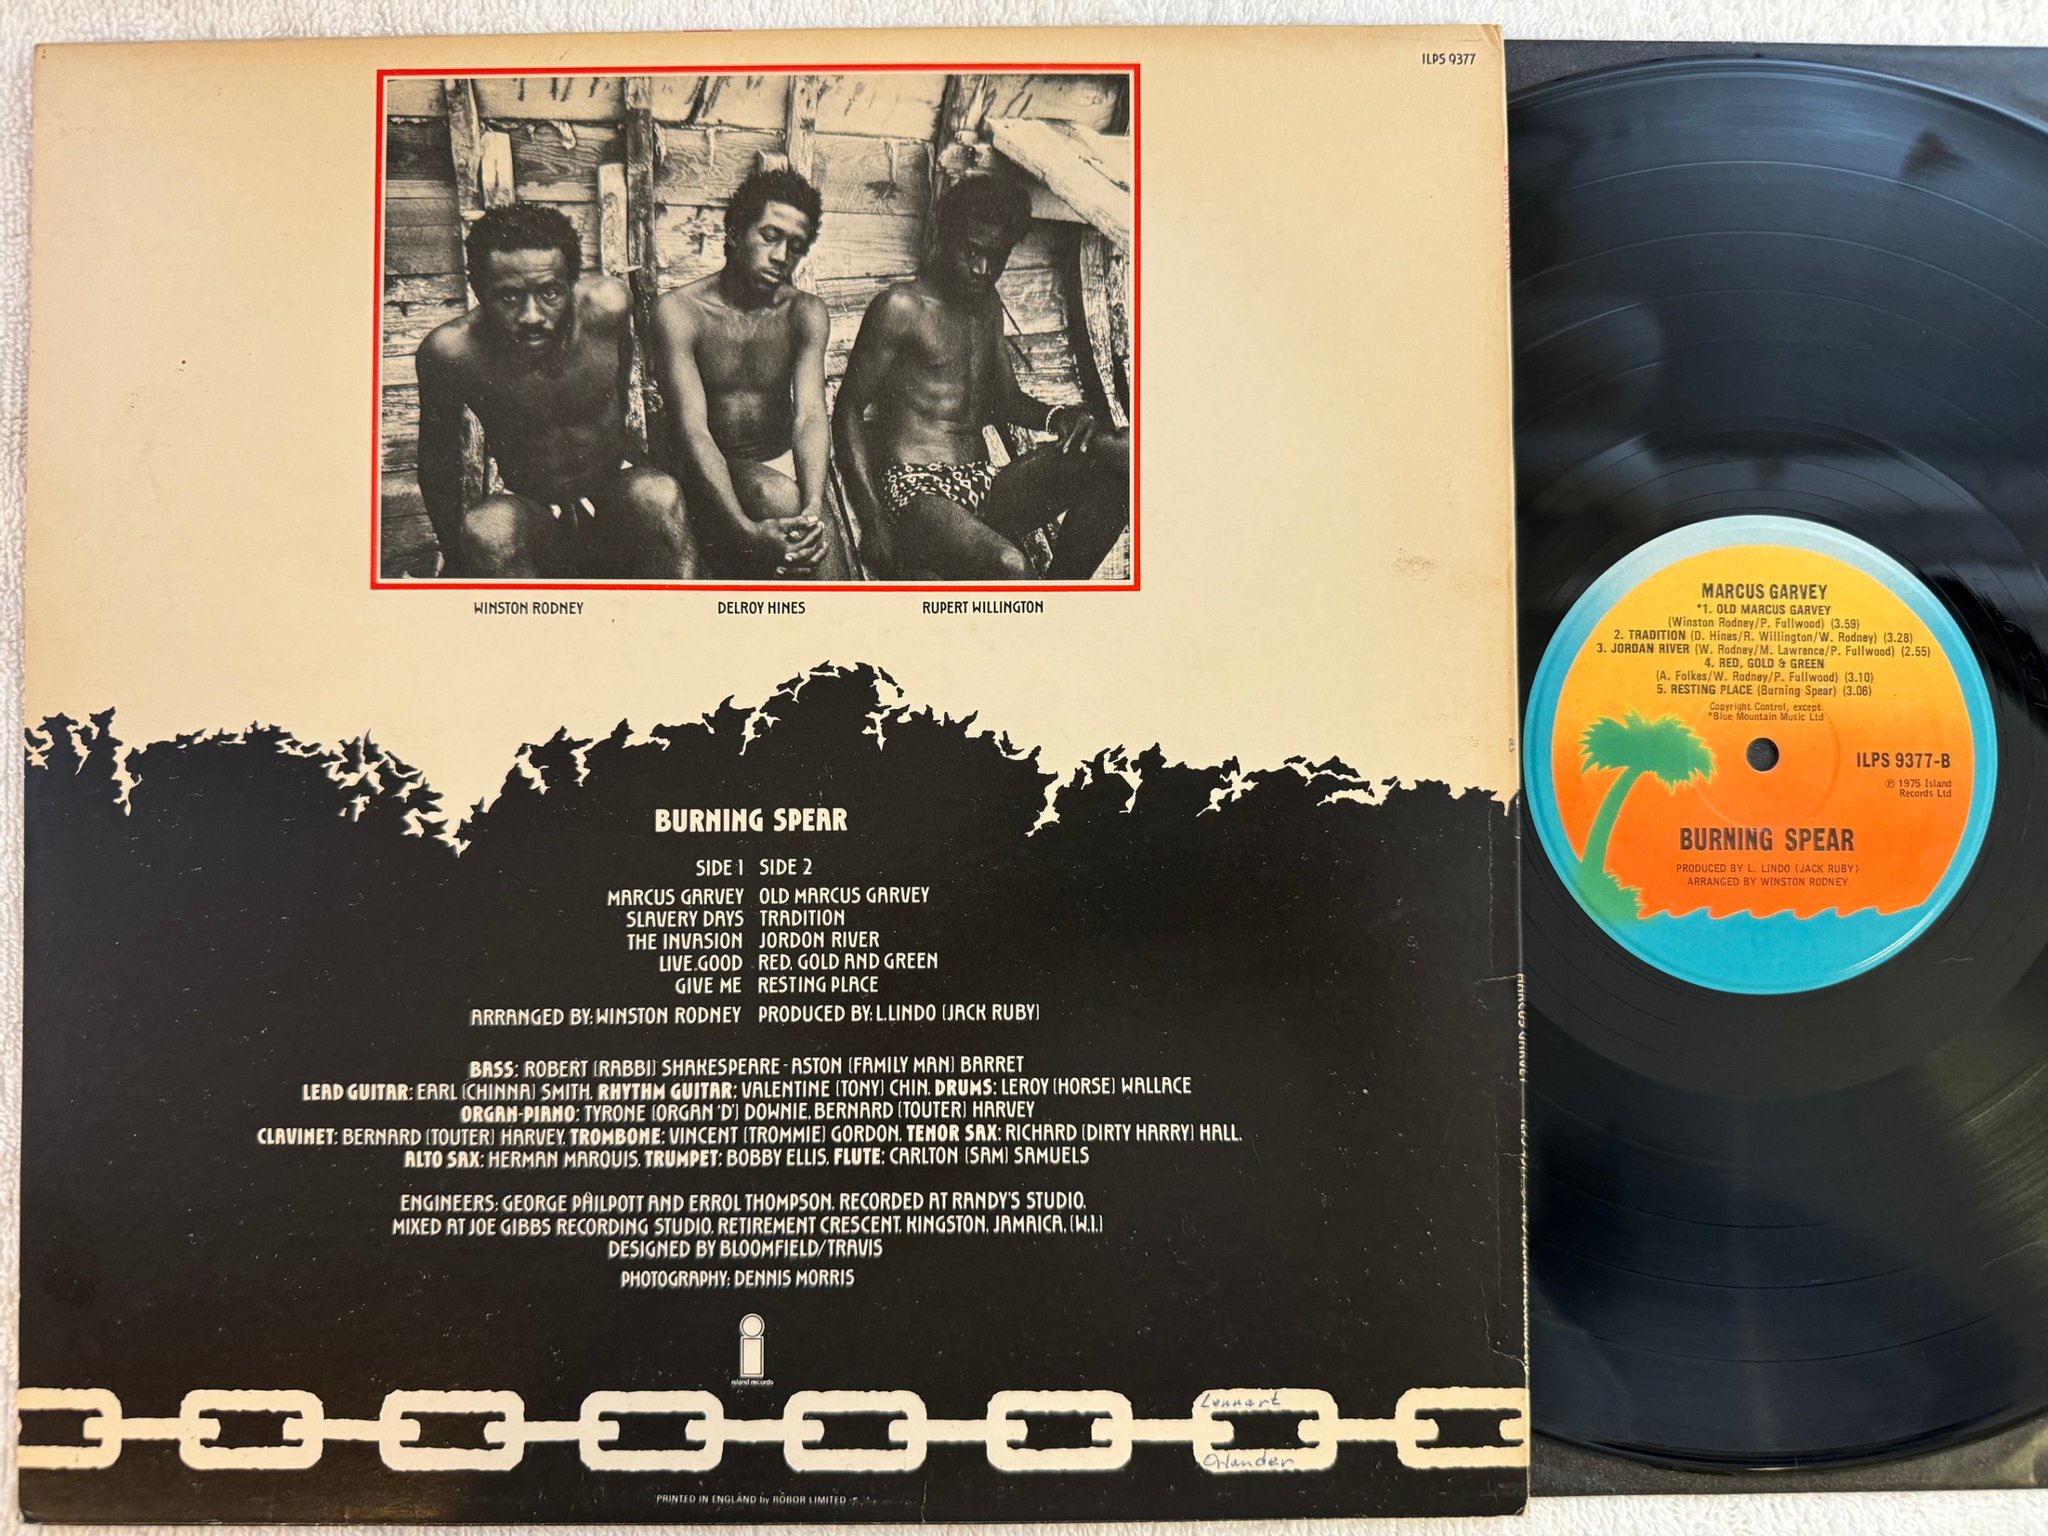 ILPS 9377
WINSTON RODNEY DELROY HINES RUPERT WILLINGTON
BURNING SPEAR
SIDE 1 SIDE 2
MARCUS GARVEY OLD MARCUS GARVEY
SLAVERY DAYS TRADITION
THE INVASION JORDON RIVER
LIVE GOOD RED, GOLD AND GREEN
GIVE ME RESTING PLACE
ARRANGED BY: WINSTON RODNEY PRODUCED BY: L.LINDO (JACK RUBY)
BASS: ROBERT (RABBI) SHAKESPEARE - ASTON (FAMILY MAN) BARRET
LEAD GUITAR: EARL (CHINNA) SMITH, RHYTHM GUITAR: VALENTINE (TONY) CHIN, DRUMS: LEROY (HORSE) WALLACE
ORGAN-PIANO: TYRONE (ORGAN 'D') DOWNIE, BERNARD (TOUTER) HARVEY
CLAVINET: BERNARD (TOUTER) HARVEY, TROMBONE: VINCENT (TROMMIE) GORDON, TENOR SAX: RICHARD (DIRTY HARRY) HALL,
ALTO SAX: HERMAN MARQUIS, TRUMPET: BOBBY ELLIS, FLUTE: CARLTON (SAM) SAMUELS
ENGINEERS: GEORGE PHILPOTT AND ERROL THOMPSON, RECORDED AT RANDY'S STUDIO,
MIXED AT JOE GIBBS RECORDING STUDIO, RETIREMENT CRESCENT, KINGSTON, JAMAICA, (W.I.)
DESIGNED BY BLOOMFIELD/TRAVIS
PHOTOGRAPHY: DENNIS MORRIS
island records
Lennart
Orlander
PRINTED IN ENGLAND by ROBOR LIMITED
MARCUS GARVEY
*1. OLD MARCUS GARVEY
(Winston Rodney/P. Fullwood) (3.59)
2. TRADITION (D. Hines/R. Willington/W. Rodney) (3.28)
3. JORDAN RIVER (W. Rodney/M. Lawrence/P. Fullwood) (2.55)
4. RED, GOLD & GREEN
(A. Folkes/W. Rodney/P. Fullwood) (3.10)
5. RESTING PLACE (Burning Spear) (3.06)
Copyright Control, except
*Blue Mountain Music Ltd
ILPS 9377-B
℗ 1975 Island
Records Ltd
BURNING SPEAR
PRODUCED BY L. LINDO (JACK RUBY)
ARRANGED BY WINSTON RODNEY